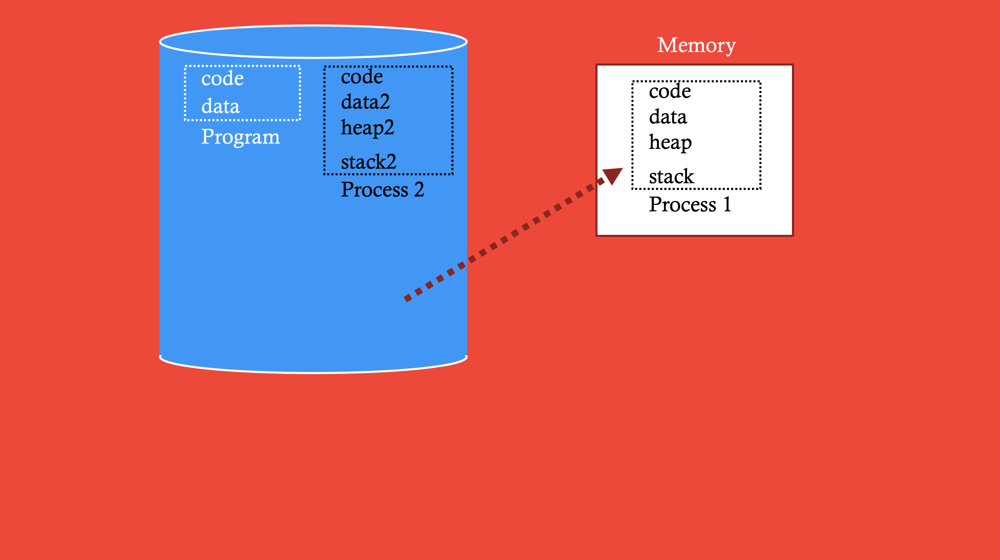 code
data
Program
code
data2
heap2
stack2
Process 2
Memory
code
data
heap
stack
Process 1